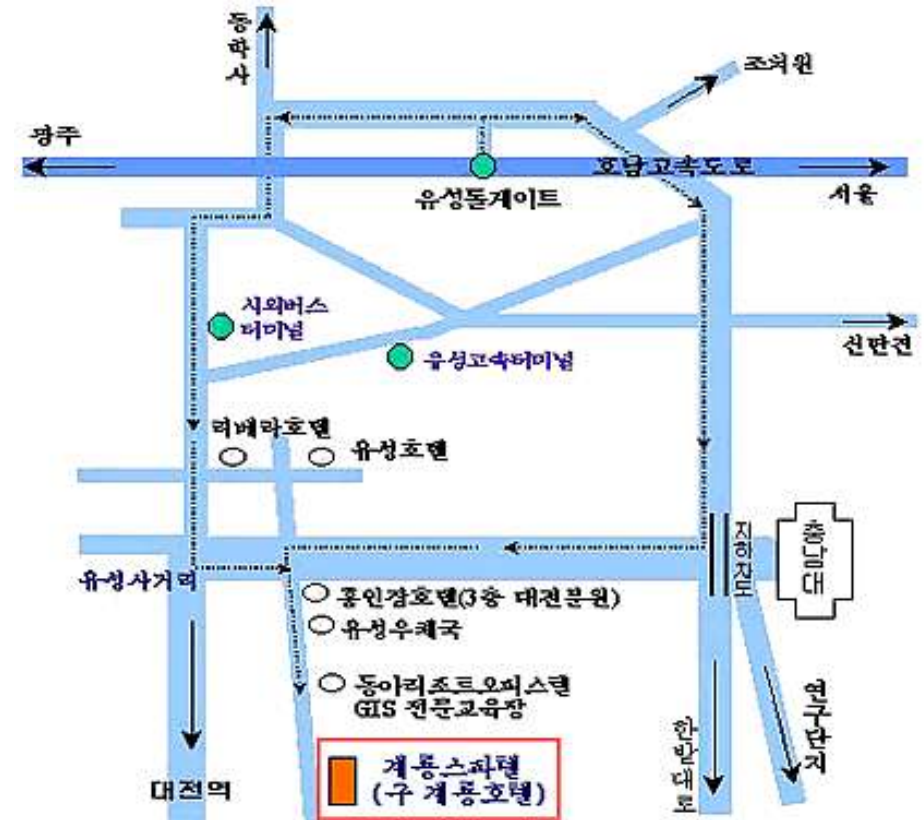 동학사
조치원
광주
호남고속도로
서울
유성톨게이트
시외버스
터미널
유성고속터미널
신탄진
리베라호텔
유성호텔
지하차도
충남대
유성사거리
홍인장호텔(3층 대전분원)
유성우체국
동아리조트오피스텔
GIS 전문교육장
연구단지
한밭대로
계룡스파텔
(구 계룡호텔)
대전역